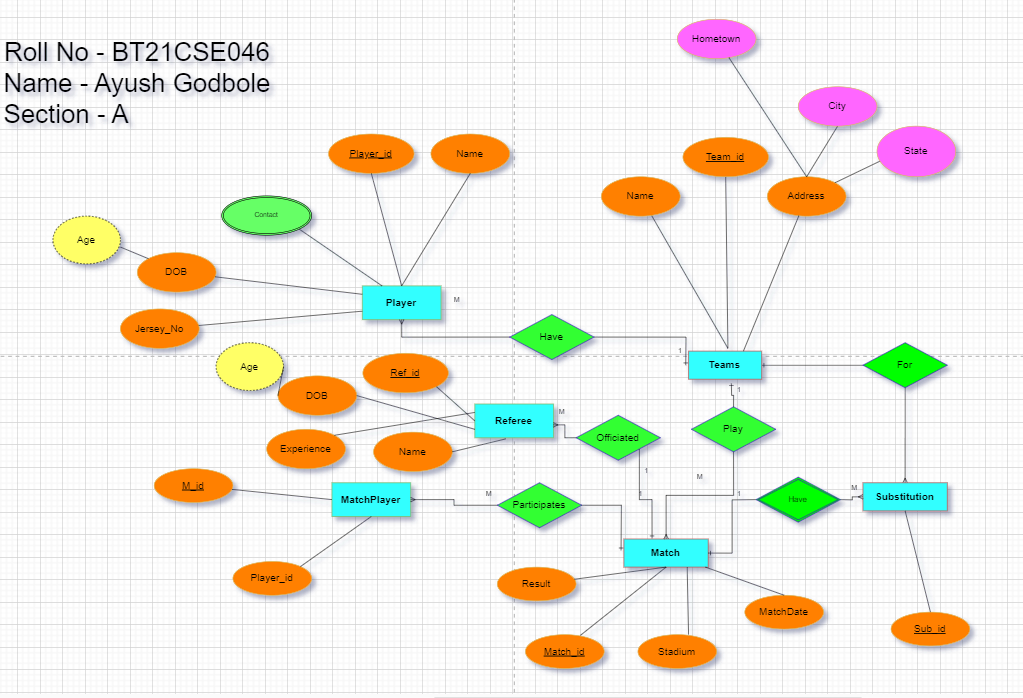 Roll No - BT21CSE046
Name - Ayush Godbole
Section - A
Hometown
City
State
Player_id
Name
Team_id
Name
Address
Contact
Age
DOB
Jersey_No
Player
M
Have
1
Teams
For
Age
Ref_id
DOB
1
Referee
M
Officiated
Play
Experience
Name
1
M
M_id
MatchPlayer
M
Participates
1
1
Have
M
Substitution
Match
Player_id
Result
MatchDate
Match_id
Stadium
Sub_id